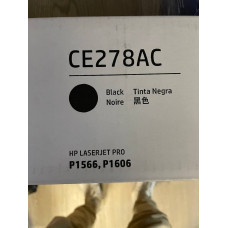 CE278AC
Black Tinta Negra
Noire 黑色
HP LASERJET PRO
P1566, P1606